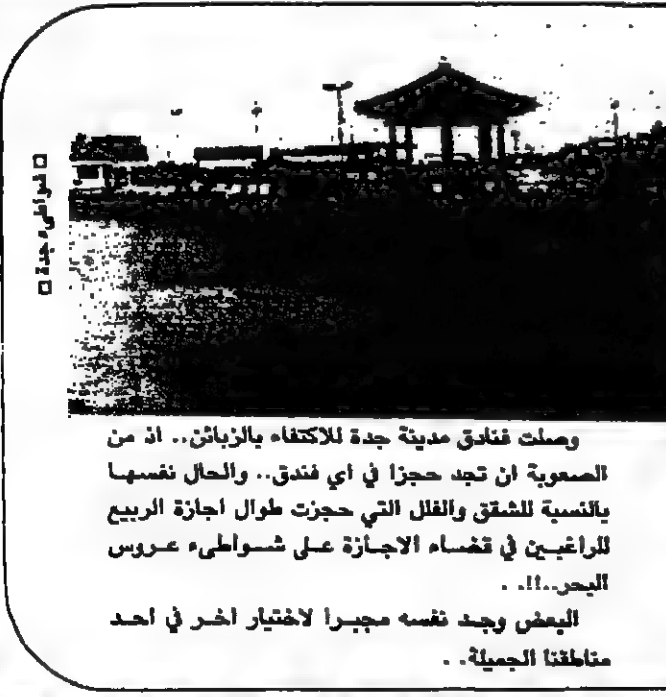 □ شواطىء جدة □
وصلت فنادق مدينة جدة للاكتفاء بالزبائن.. اذ من
الصعوبة ان تجد حجزا في اي فندق.. والحال نفسها
بالنسبة للشقق والفلل التي حجزت طوال اجازة الربيع
للراغبين في قضاء الاجازة على شواطىء عروس
البحر..!!. .
البعض وجد نفسه مجبرا لاختيار اخر في احد
مناطقنا الجميلة. .